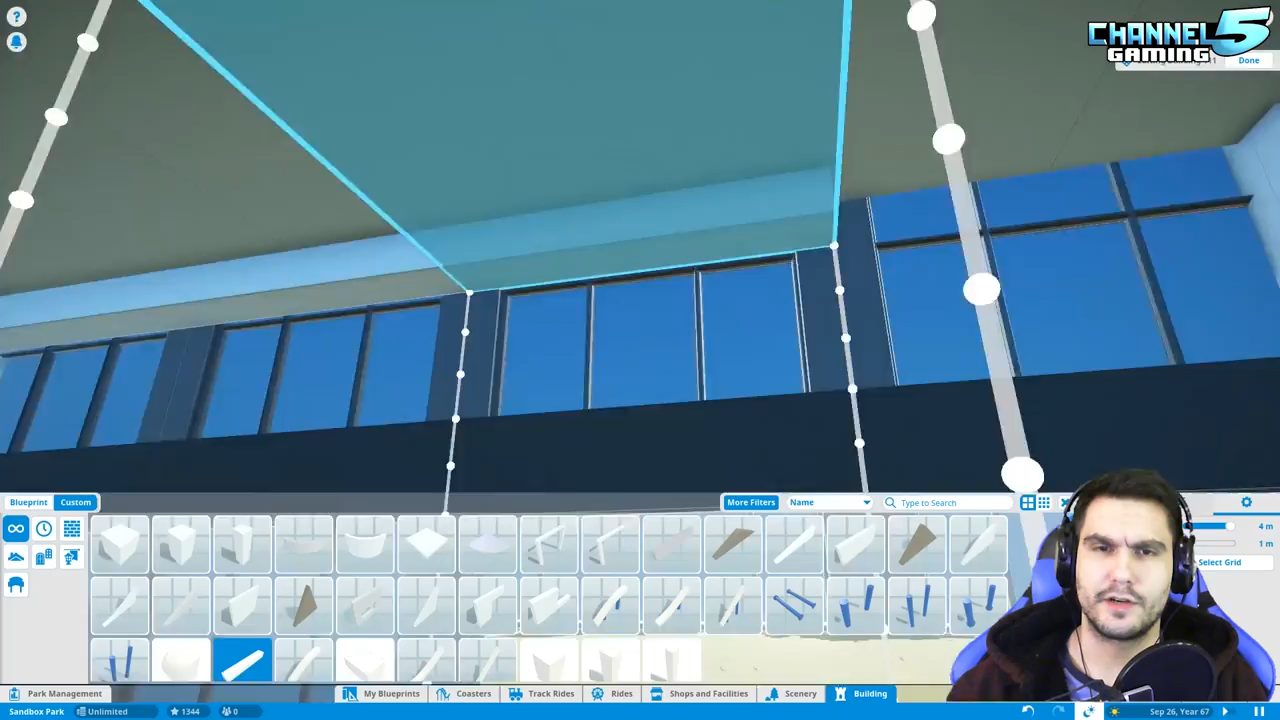 ?
CHANNEL 5
GAMING
Done
Blueprint
Custom
More Filters
Name
Type to Search
4 m
1 m
Select Grid
Park Management
My Blueprints
Coasters
Track Rides
Rides
Shops and Facilities
Scenery
Building
Sandbox Park
Unlimited
1344
0
Sep 26, Year 67